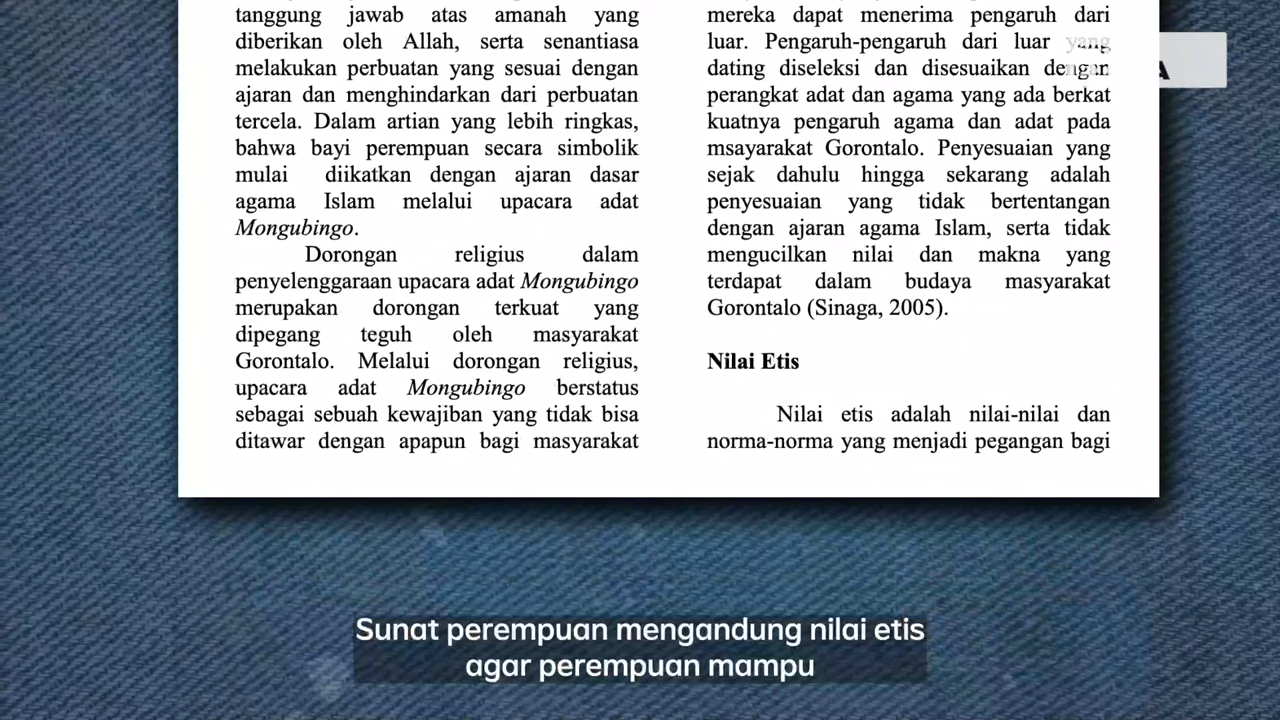 tanggung jawab atas amanah yang
diberikan oleh Allah, serta senantiasa
melakukan perbuatan yang sesuai dengan
ajaran dan menghindarkan dari perbuatan
tercela. Dalam artian yang lebih ringkas,
bahwa bayi perempuan secara simbolik
mulai diikatkan dengan ajaran dasar
agama Islam melalui upacara adat
Mongubingo.
Dorongan religius dalam
penyelenggaraan upacara adat Mongubingo
merupakan dorongan terkuat yang
dipegang teguh oleh masyarakat
Gorontalo. Melalui dorongan religius,
upacara adat Mongubingo berstatus
sebagai sebuah kewajiban yang tidak bisa
ditawar dengan apapun bagi masyarakat
mereka dapat menerima pengaruh dari
luar. Pengaruh-pengaruh dari luar yang
dating diseleksi dan disesuaikan dengan
perangkat adat dan agama yang ada berkat
kuatnya pengaruh agama dan adat pada
msayarakat Gorontalo. Penyesuaian yang
sejak dahulu hingga sekarang adalah
penyesuaian yang tidak bertentangan
dengan ajaran agama Islam, serta tidak
mengucilkan nilai dan makna yang
terdapat dalam budaya masyarakat
Gorontalo (Sinaga, 2005).
Nilai Etis
Nilai etis adalah nilai-nilai dan
norma-norma yang menjadi pegangan bagi
Sunat perempuan mengandung nilai etis
agar perempuan mampu